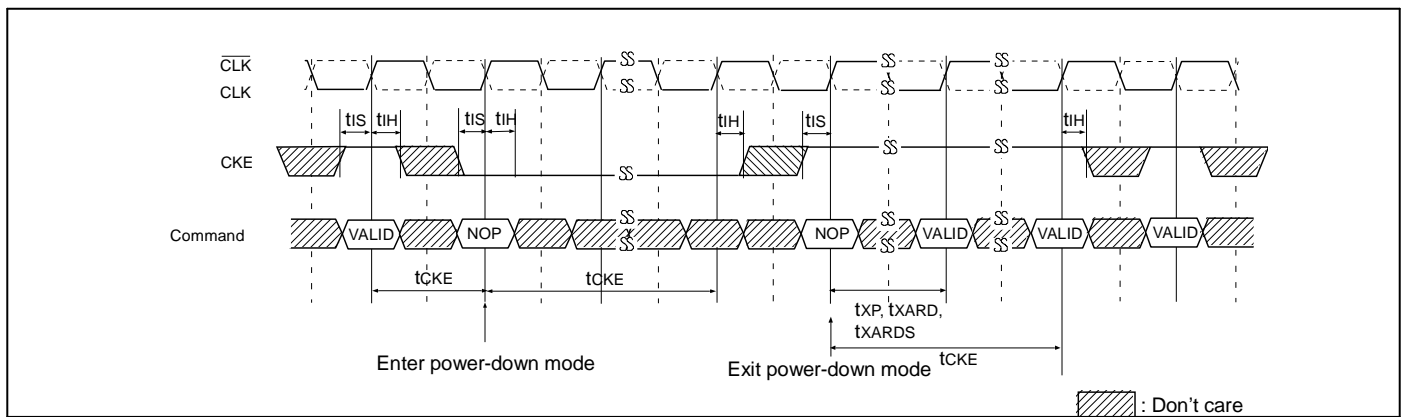 CLK
CLK
tIS tIH tIS tIH tIH tIS tIH
CKE
Command
VALID NOP NOP VALID VALID VALID
tCKE tCKE
tXP, tXARD,
tXARDS
tCKE
Enter power-down mode
Exit power-down mode
: Don't care